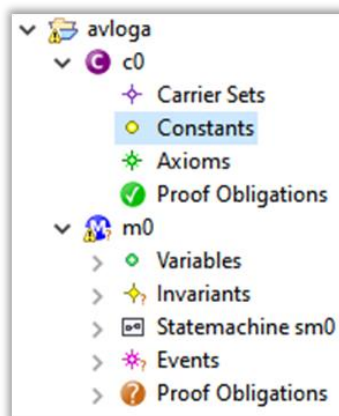 avloga
c0
Carrier Sets
Constants
Axioms
Proof Obligations
m0
Variables
Invariants
Statemachine sm0
Events
Proof Obligations